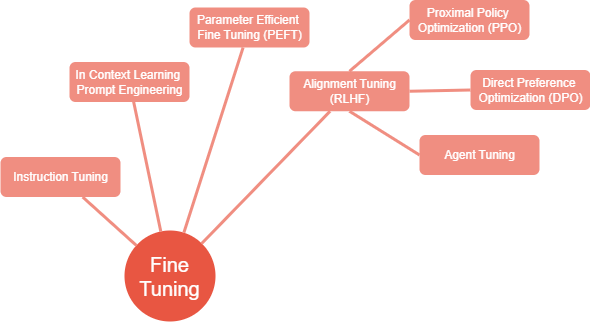 Parameter Efficient
Fine Tuning (PEFT)
Proximal Policy
Optimization (PPO)
In Context Learning
Prompt Engineering
Alignment Tuning
(RLHF)
Direct Preference
Optimization (DPO)
Instruction Tuning
Agent Tuning
Fine
Tuning